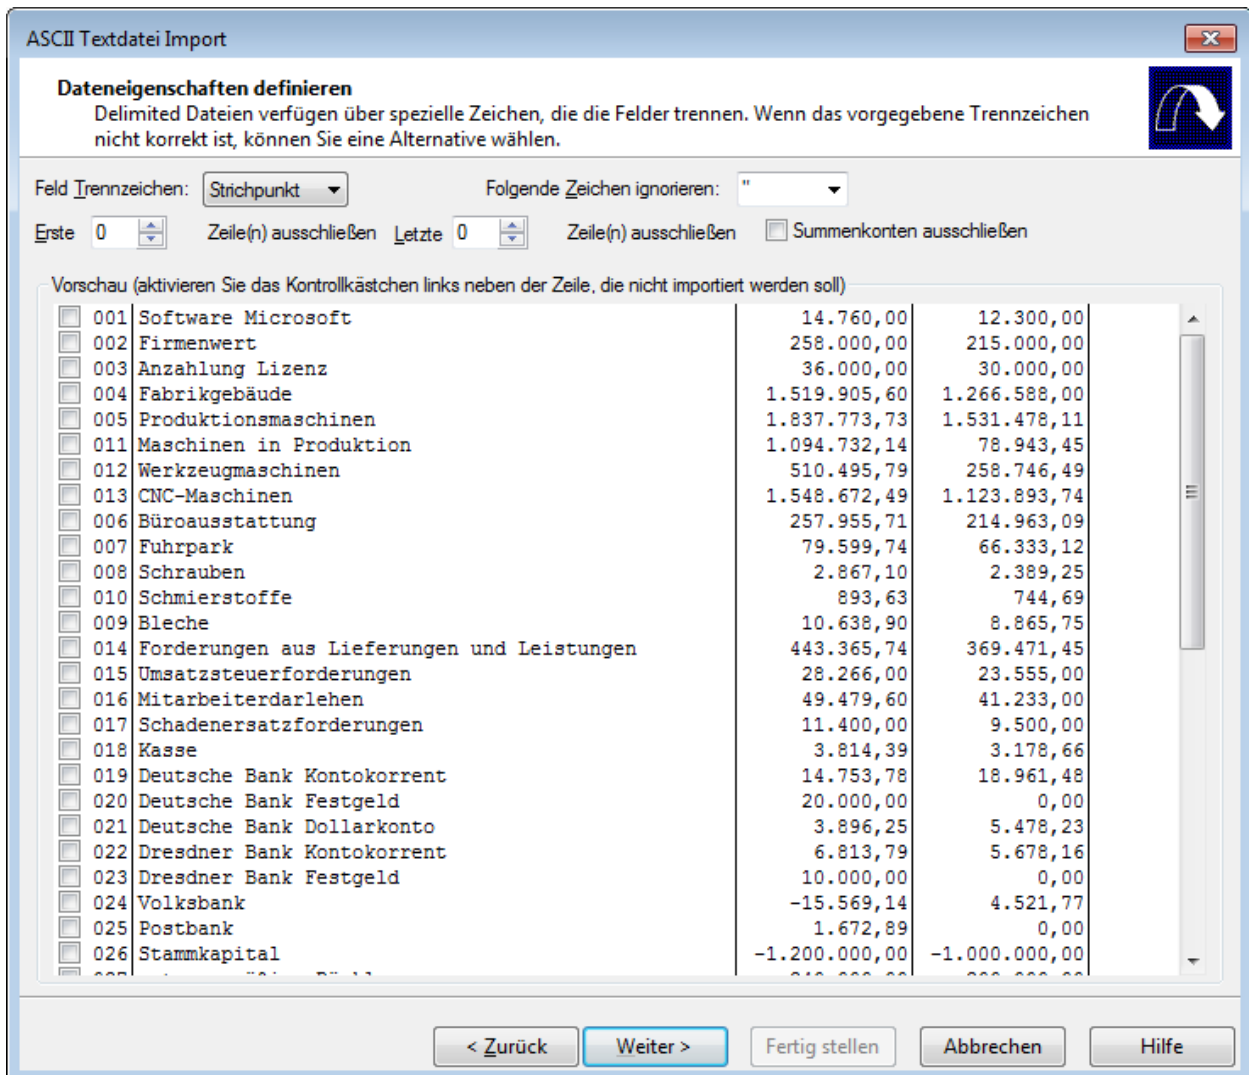 ASCII Textdatei Import
Dateneigenschaften definieren
Delimited Dateien verfügen über spezielle Zeichen, die die Felder trennen. Wenn das vorgegebene Trennzeichen
nicht korrekt ist, können Sie eine Alternative wählen.
Feld Trennzeichen: Strichpunkt Folgende Zeichen ignorieren: "
Erste 0 Zeile(n) ausschließen Letzte 0 Zeile(n) ausschließen Summenkonten ausschließen
Vorschau (aktivieren Sie das Kontrollkästchen links neben der Zeile, die nicht importiert werden soll)
001 Software Microsoft 14.760,00 12.300,00
002 Firmenwert 258.000,00 215.000,00
003 Anzahlung Lizenz 36.000,00 30.000,00
004 Fabrikgebäude 1.519.905,60 1.266.588,00
005 Produktionsmaschinen 1.837.773,73 1.531.478,11
011 Maschinen in Produktion 1.094.732,14 78.943,45
012 Werkzeugmaschinen 510.495,79 258.746,49
013 CNC-Maschinen 1.548.672,49 1.123.893,74
006 Büroausstattung 257.955,71 214.963,09
007 Fuhrpark 79.599,74 66.333,12
008 Schrauben 2.867,10 2.389,25
010 Schmierstoffe 893,63 744,69
009 Bleche 10.638,90 8.865,75
014 Forderungen aus Lieferungen und Leistungen 443.365,74 369.471,45
015 Umsatzsteuerforderungen 28.266,00 23.555,00
016 Mitarbeiterdarlehen 49.479,60 41.233,00
017 Schadenersatzforderungen 11.400,00 9.500,00
018 Kasse 3.814,39 3.178,66
019 Deutsche Bank Kontokorrent 14.753,78 18.961,48
020 Deutsche Bank Festgeld 20.000,00 0,00
021 Deutsche Bank Dollarkonto 3.896,25 5.478,23
022 Dresdner Bank Kontokorrent 6.813,79 5.678,16
023 Dresdner Bank Festgeld 10.000,00 0,00
024 Volksbank -15.569,14 4.521,77
025 Postbank 1.672,89 0,00
026 Stammkapital -1.200.000,00 -1.000.000,00
< Zurück Weiter > Fertig stellen Abbrechen Hilfe